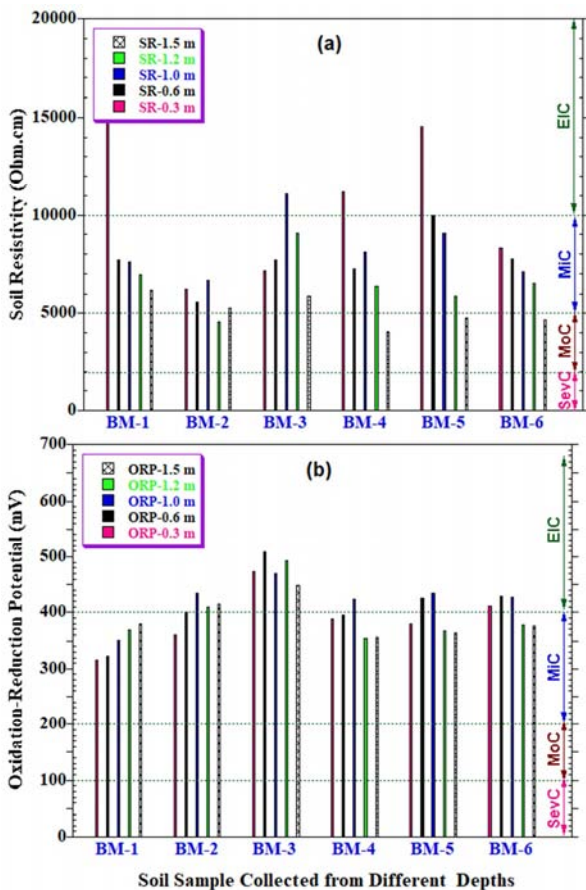 20000
15000
10000
5000
0
Soil Resistivity (Ohm.cm)
SR-1.5 m
SR-1.2 m
SR-1.0 m
SR-0.6 m
SR-0.3 m
(a)
ElC
MiC
MoC
SevC
BM-1 BM-2 BM-3 BM-4 BM-5 BM-6
700
600
500
400
300
200
100
0
Oxidation-Reduction Potential (mV)
ORP-1.5 m
ORP-1.2 m
ORP-1.0 m
ORP-0.6 m
ORP-0.3 m
(b)
ElC
MiC
MoC
SevC
BM-1 BM-2 BM-3 BM-4 BM-5 BM-6
Soil Sample Collected from Different Depths